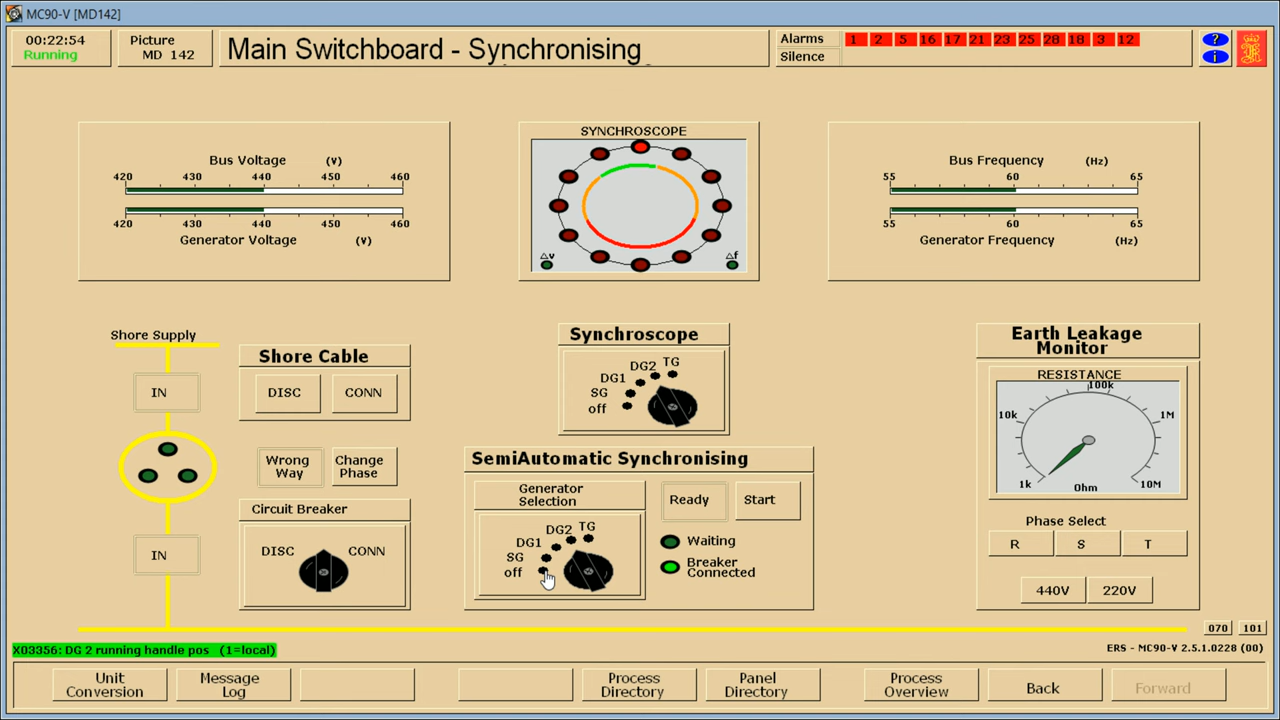 MC90-V [MD142]
00:22:54
Running
Picture
MD 142
Main Switchboard - Synchronising
Alarms
Silence
1 2 5 16 17 21 23 25 28 18 3 12
?
i
Bus Voltage (V)
420 430 440 450 460
420 430 440 450 460
Generator Voltage (V)
SYNCHROSCOPE
Δv
Δf
Bus Frequency (Hz)
55 60 65
55 60 65
Generator Frequency (Hz)
Shore Supply
IN
IN
Shore Cable
DISC
CONN
Wrong
Way
Change
Phase
Circuit Breaker
DISC
CONN
Synchroscope
TG
DG2
DG1
SG
off
SemiAutomatic Synchronising
Generator
Selection
TG
DG2
DG1
SG
off
Ready
Start
Waiting
Breaker
Connected
Earth Leakage
Monitor
RESISTANCE
100k
10k
1M
1k
10M
Ohm
Phase Select
R
S
T
440V
220V
070
101
X03356: DG 2 running handle pos (1=local)
ERS - MC90-V 2.5.1.0228 (00)
Unit
Conversion
Message
Log
Process
Directory
Panel
Directory
Process
Overview
Back
Forward